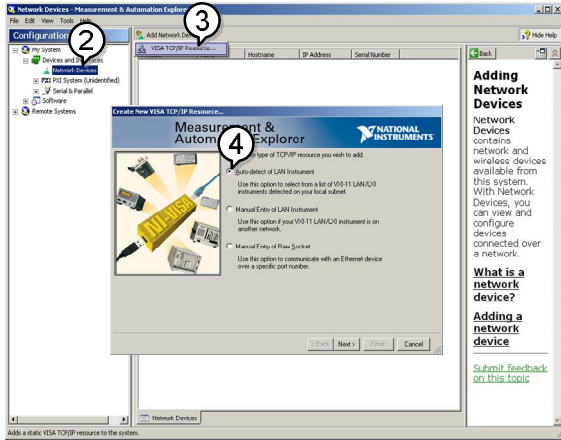 Network Devices - Measurement & Automation Explorer
File Edit View Tools Help
Configuration
2
My System
Devices and Interfaces
Network Devices
PXI PXI System (Unidentified)
Serial & Parallel
Software
Remote Systems
Add Network Device
3
VISA TCP/IP Resource...
Hostname
IP Address
Serial Number
Hide Help
Back
Adding
Network
Devices
Network
Devices
contains
network and
wireless devices
available from
this system.
With Network
Devices, you
can view and
configure
devices
connected over
a network.
What is a
network
device?
Adding a
network
device
Submit feedback
on this topic
Create New VISA TCP/IP Resource...
Measurement &
Automation Explorer
NATIONAL
INSTRUMENTS
4
NI-VISA
type of TCP/IP resource you wish to add.
Auto-detect of LAN Instrument
Use this option to select from a list of VXI-11 LAN/LXI
instruments detected on your local subnet.
Manual Entry of LAN Instrument
Use this option if your VXI-11 LAN/LXI instrument is on
another network.
Manual Entry of Raw Socket
Use this option to communicate with an Ethernet device
over a specific port number.
< Back
Next >
Finish
Cancel
Network Devices
Adds a static VISA TCP/IP resource to the system.